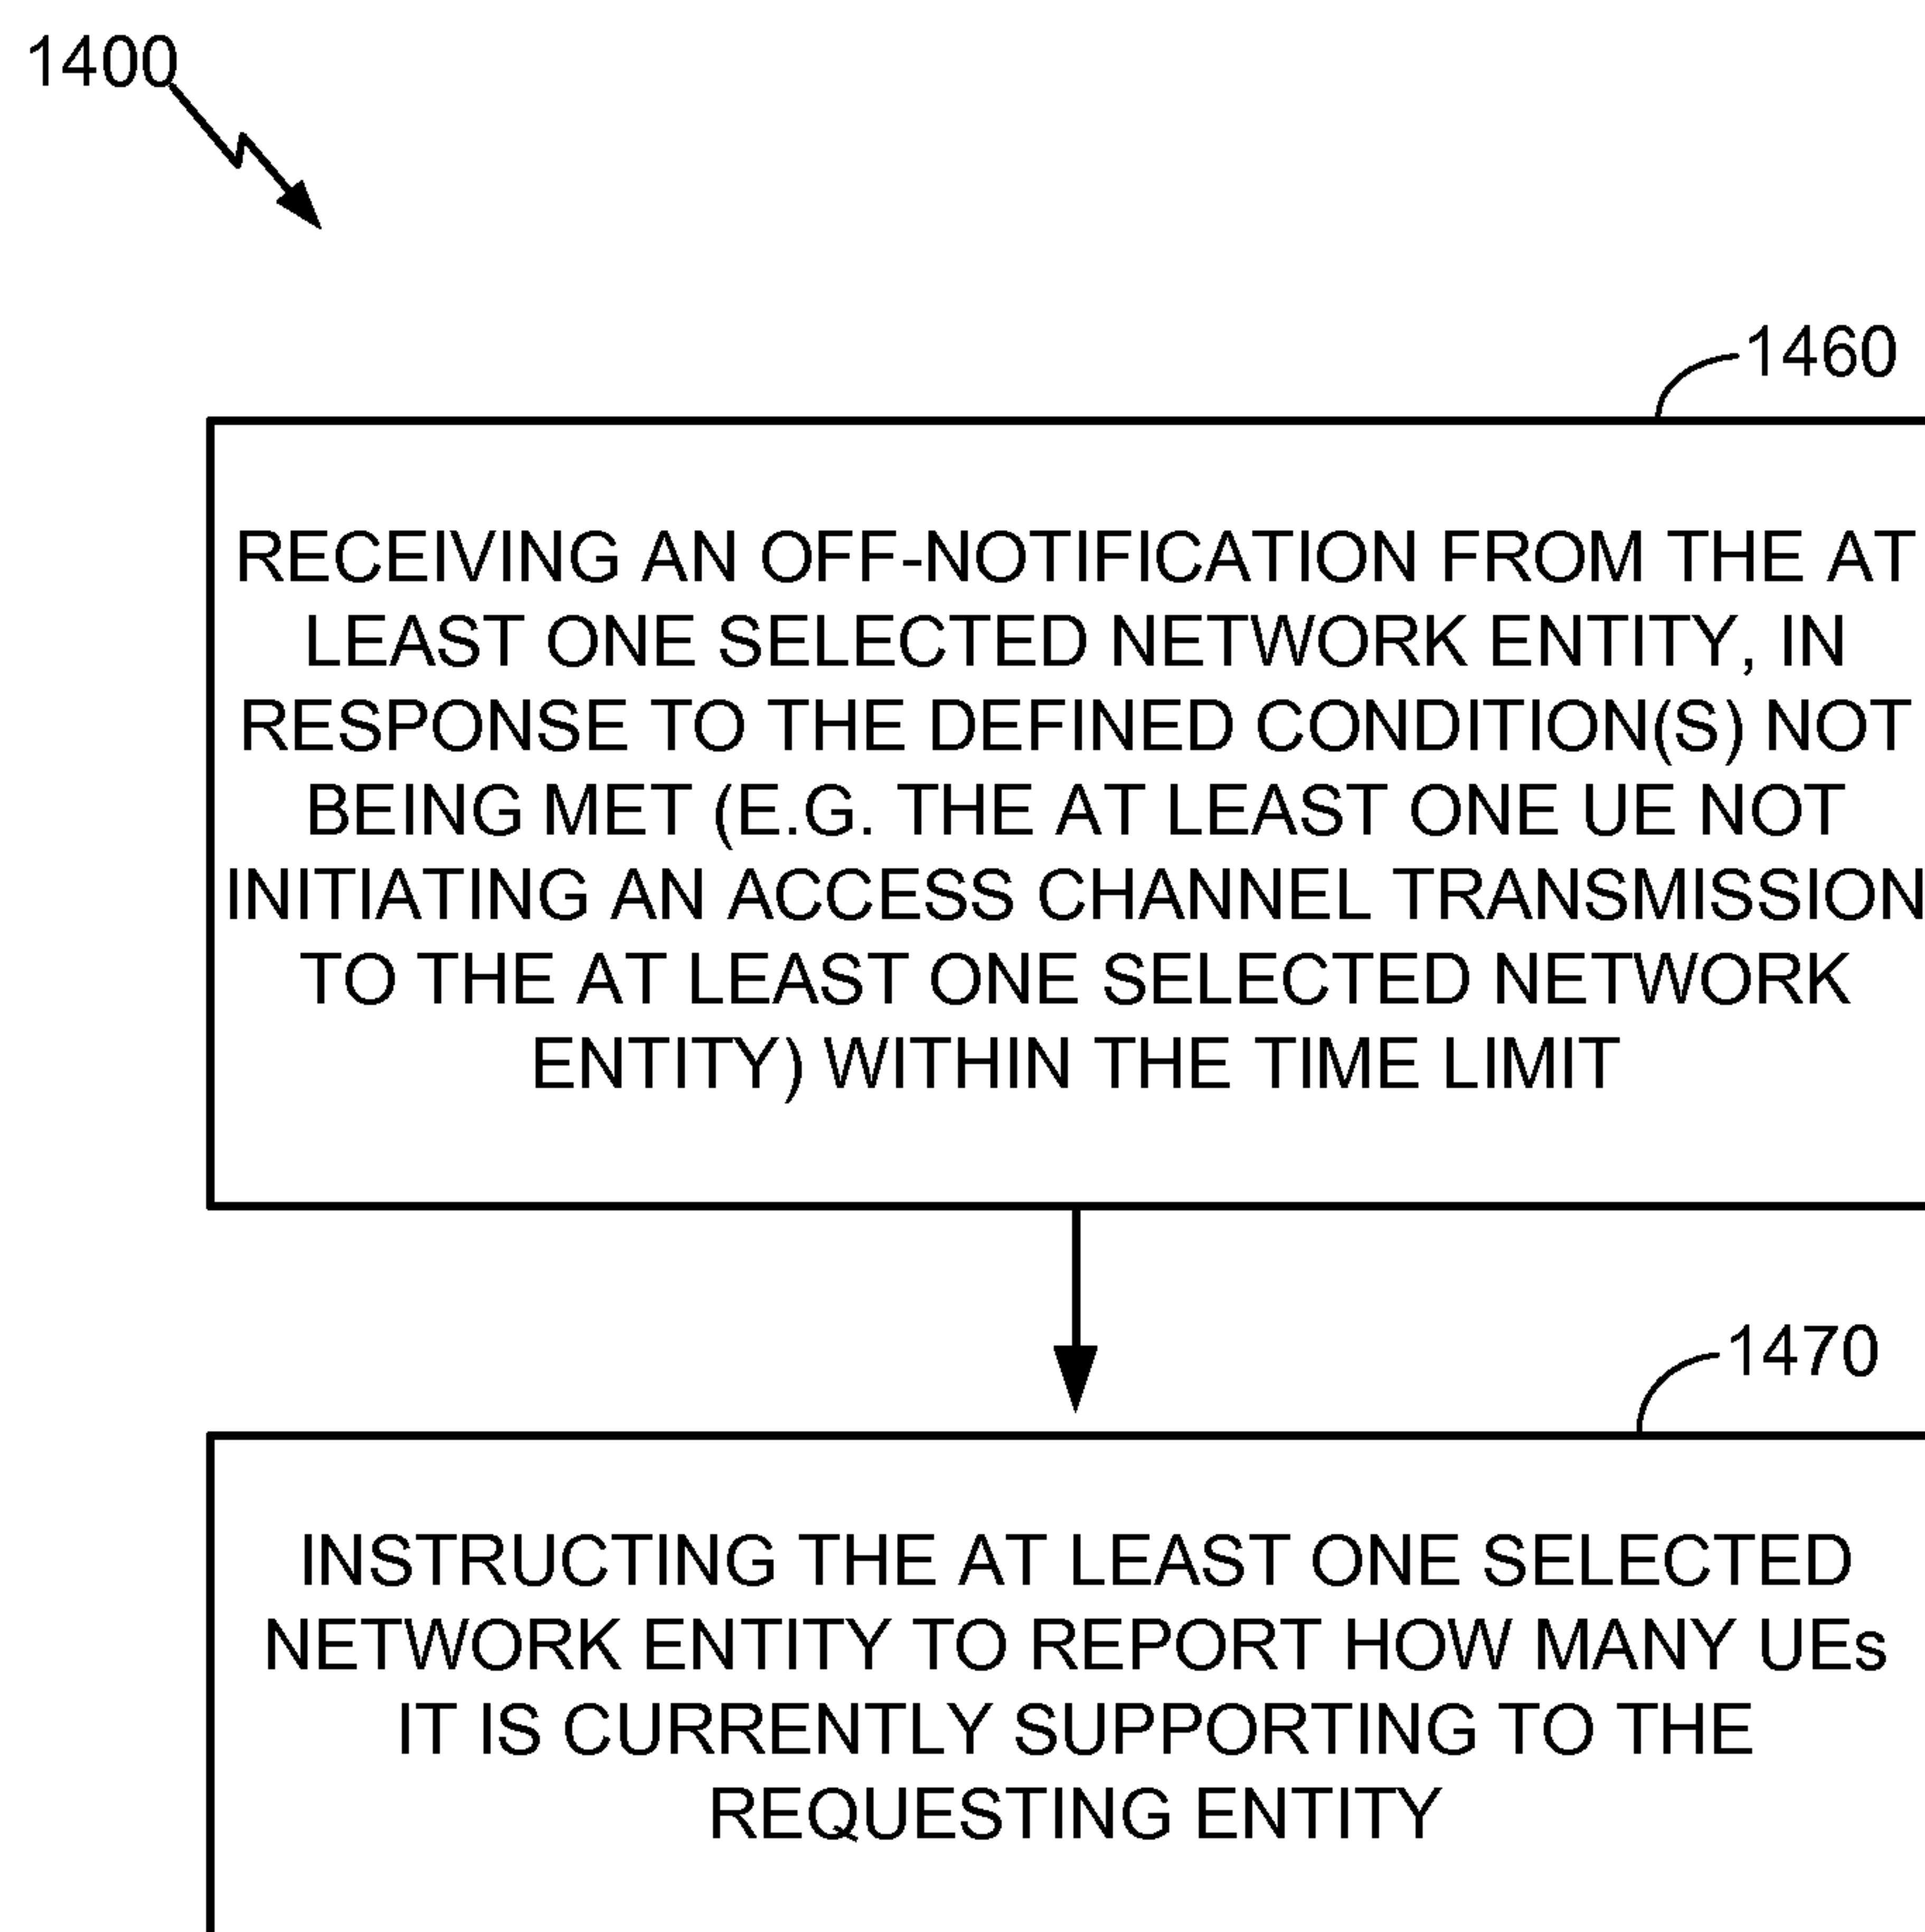 1400
1460
RECEIVING AN OFF-NOTIFICATION FROM THE AT
LEAST ONE SELECTED NETWORK ENTITY, IN
RESPONSE TO THE DEFINED CONDITION(S) NOT
BEING MET (E.G. THE AT LEAST ONE UE NOT
INITIATING AN ACCESS CHANNEL TRANSMISSION
TO THE AT LEAST ONE SELECTED NETWORK
ENTITY) WITHIN THE TIME LIMIT
1470
INSTRUCTING THE AT LEAST ONE SELECTED
NETWORK ENTITY TO REPORT HOW MANY UEs
IT IS CURRENTLY SUPPORTING TO THE
REQUESTING ENTITY